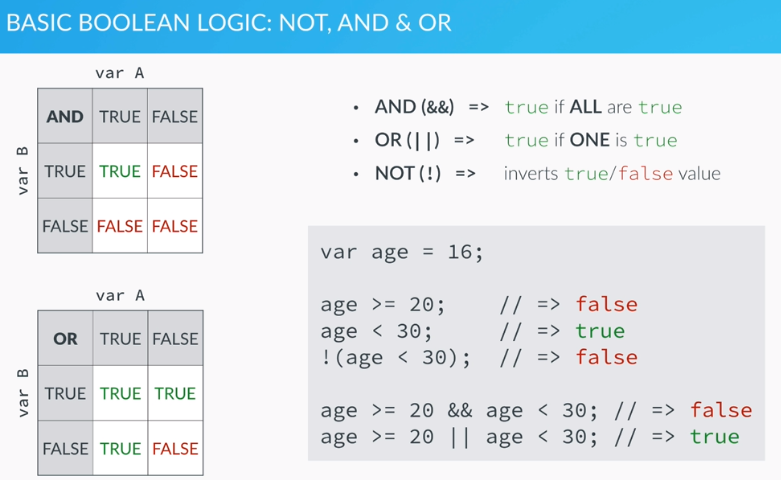 BASIC BOOLEAN LOGIC: NOT, AND & OR
var A
var B
AND TRUE FALSE
TRUE TRUE FALSE
FALSE FALSE FALSE
var A
var B
OR TRUE FALSE
TRUE TRUE TRUE
FALSE TRUE FALSE
• AND (&&) => true if ALL are true
• OR (||) => true if ONE is true
• NOT (!) => inverts true/false value
var age = 16;
age >= 20; // => false
age < 30; // => true
!(age < 30); // => false
age >= 20 && age < 30; // => false
age >= 20 || age < 30; // => true